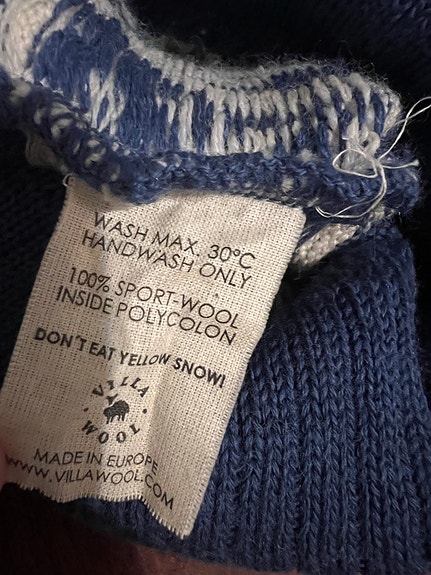 WASH MAX. 30°C
HANDWASH ONLY
100% SPORT-WOOL
INSIDE POLYCOLON
DON'T EAT YELLOW SNOW!
VILLA
WOOL
MADE IN EUROPE
WWW.VILLAWOOL.COM